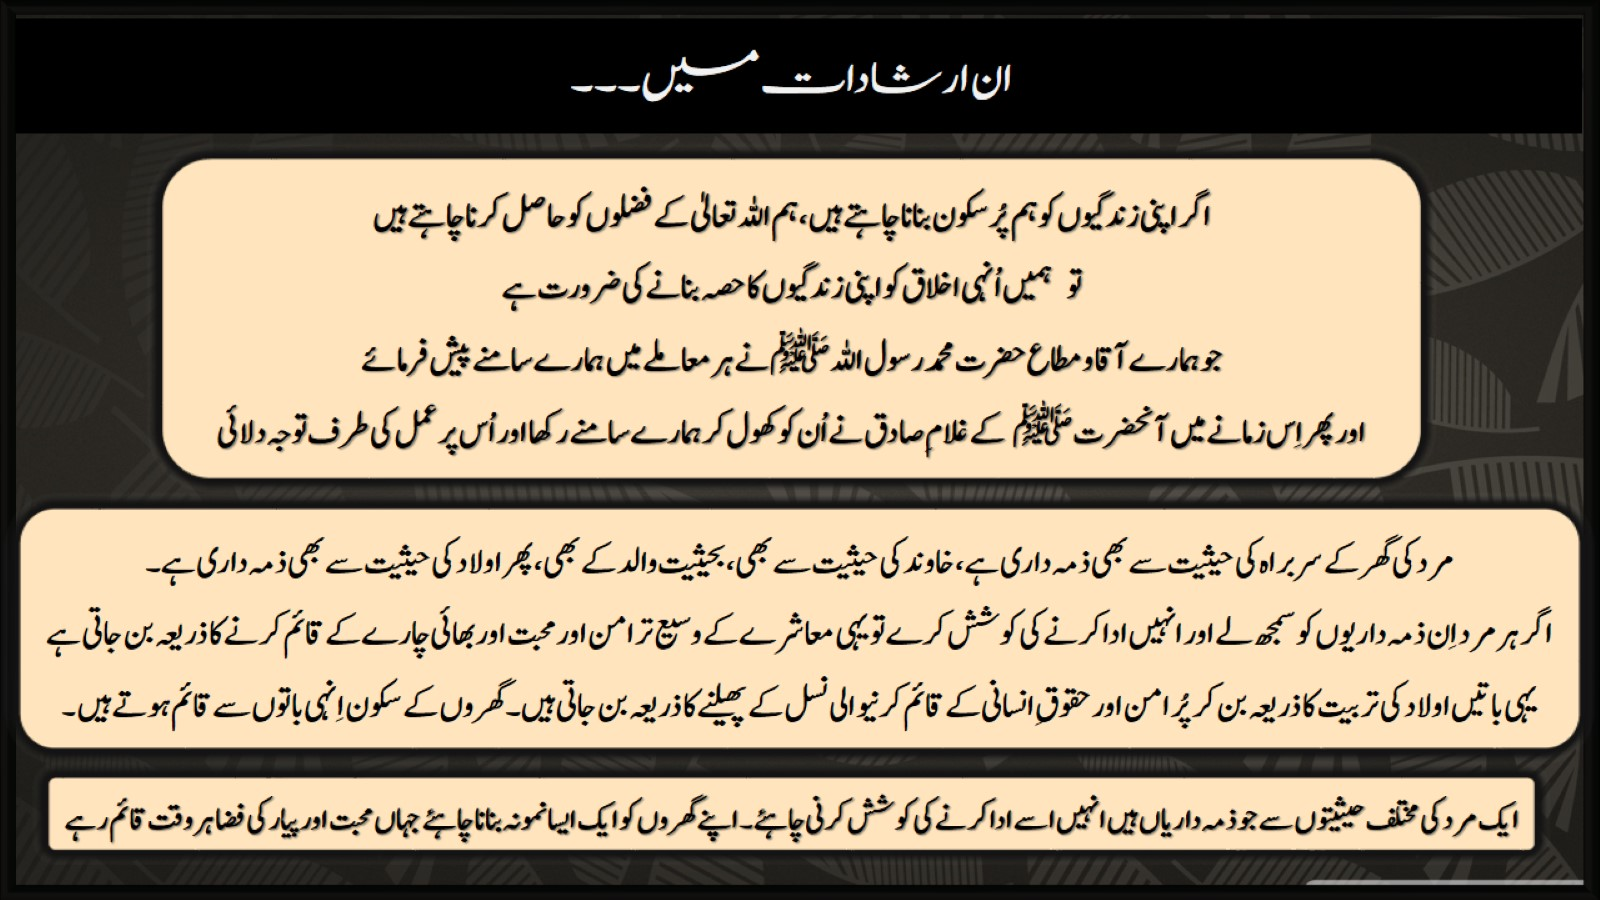 ان ارشادات میں۔۔۔
اگر اپنی زندگیوں کو ہم پُر سکون بنانا چاہتے ہیں، ہم اللہ تعالیٰ کے فضلوں کو حاصل کرنا چاہتے ہیں
تو ہمیں اُنہی اخلاق کو اپنی زندگیوں کا حصہ بنانے کی ضرورت ہے
جو ہمارے آقا و مطاع حضرت محمد رسول اللہ ﷺ نے ہر معاملے میں ہمارے سامنے پیش فرمائے
اور پھر اِس زمانے میں آنحضرت ﷺ کے غلامِ صادق نے اُن کو کھول کر ہمارے سامنے رکھا اور اُس پر عمل کی طرف توجہ دلائی
مرد کی گھر کے سربراہ کی حیثیت سے بھی ذمہ داری ہے، خاوند کی حیثیت سے بھی، بحیثیت والد کے بھی، پھر اولاد کی حیثیت سے بھی ذمہ داری ہے۔
اگر ہر مرد اِن ذمہ داریوں کو سمجھ لے اور انہیں ادا کرنے کی کوشش کرے تو یہی معاشرے کے وسیع تر امن اور محبت اور بھائی چارے کے قائم کرنے کا ذریعہ بن جاتی ہے
یہی باتیں اولاد کی تربیت کا ذریعہ بن کر پُر امن اور حقوقِ انسانی کے قائم کرنیوالی نسل کے پھیلنے کا ذریعہ بن جاتی ہیں۔ گھروں کے سکون اِنہی باتوں سے قائم ہوتے ہیں۔
ایک مرد کی مختلف حیثیتوں سے جو ذمہ داریاں ہیں انہیں اسے ادا کرنے کی کوشش کرنی چاہئے۔ اپنے گھروں کو ایک ایسا نمونہ بنانا چاہئے جہاں محبت اور پیار کی فضا ہر وقت قائم رہے